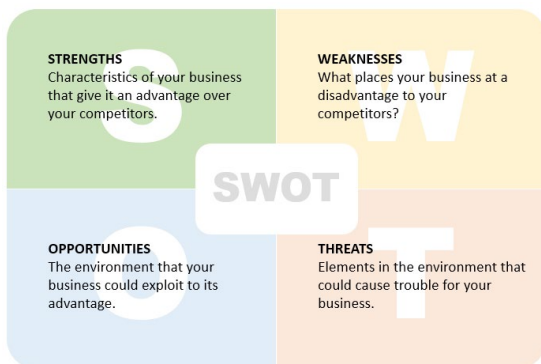 STRENGTHS
Characteristics of your business
that give it an advantage over
your competitors.
S
WEAKNESSES
What places your business at a
disadvantage to your
competitors?
W
SWOT
OPPORTUNITIES
The environment that your
business could exploit to its
advantage.
O
THREATS
Elements in the environment that
could cause trouble for your
business.
T